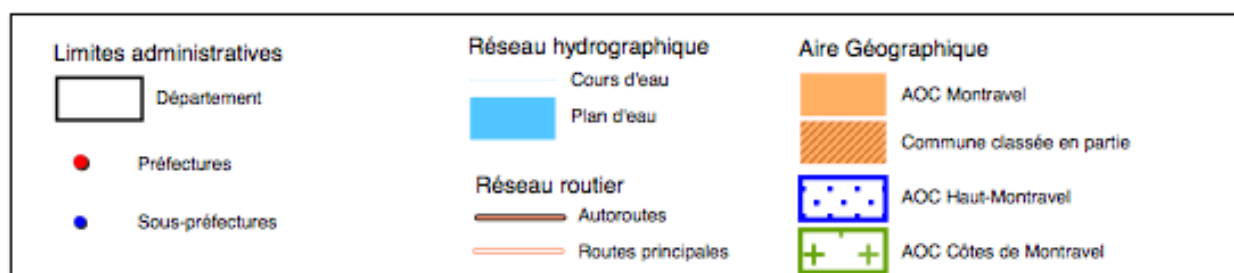 Limites administratives
Département
Préfectures
Sous-préfectures
Réseau hydrographique
Cours d'eau
Plan d'eau
Réseau routier
Autoroutes
Routes principales
Aire Géographique
AOC Montravel
Commune classée en partie
AOC Haut-Montravel
AOC Côtes de Montravel